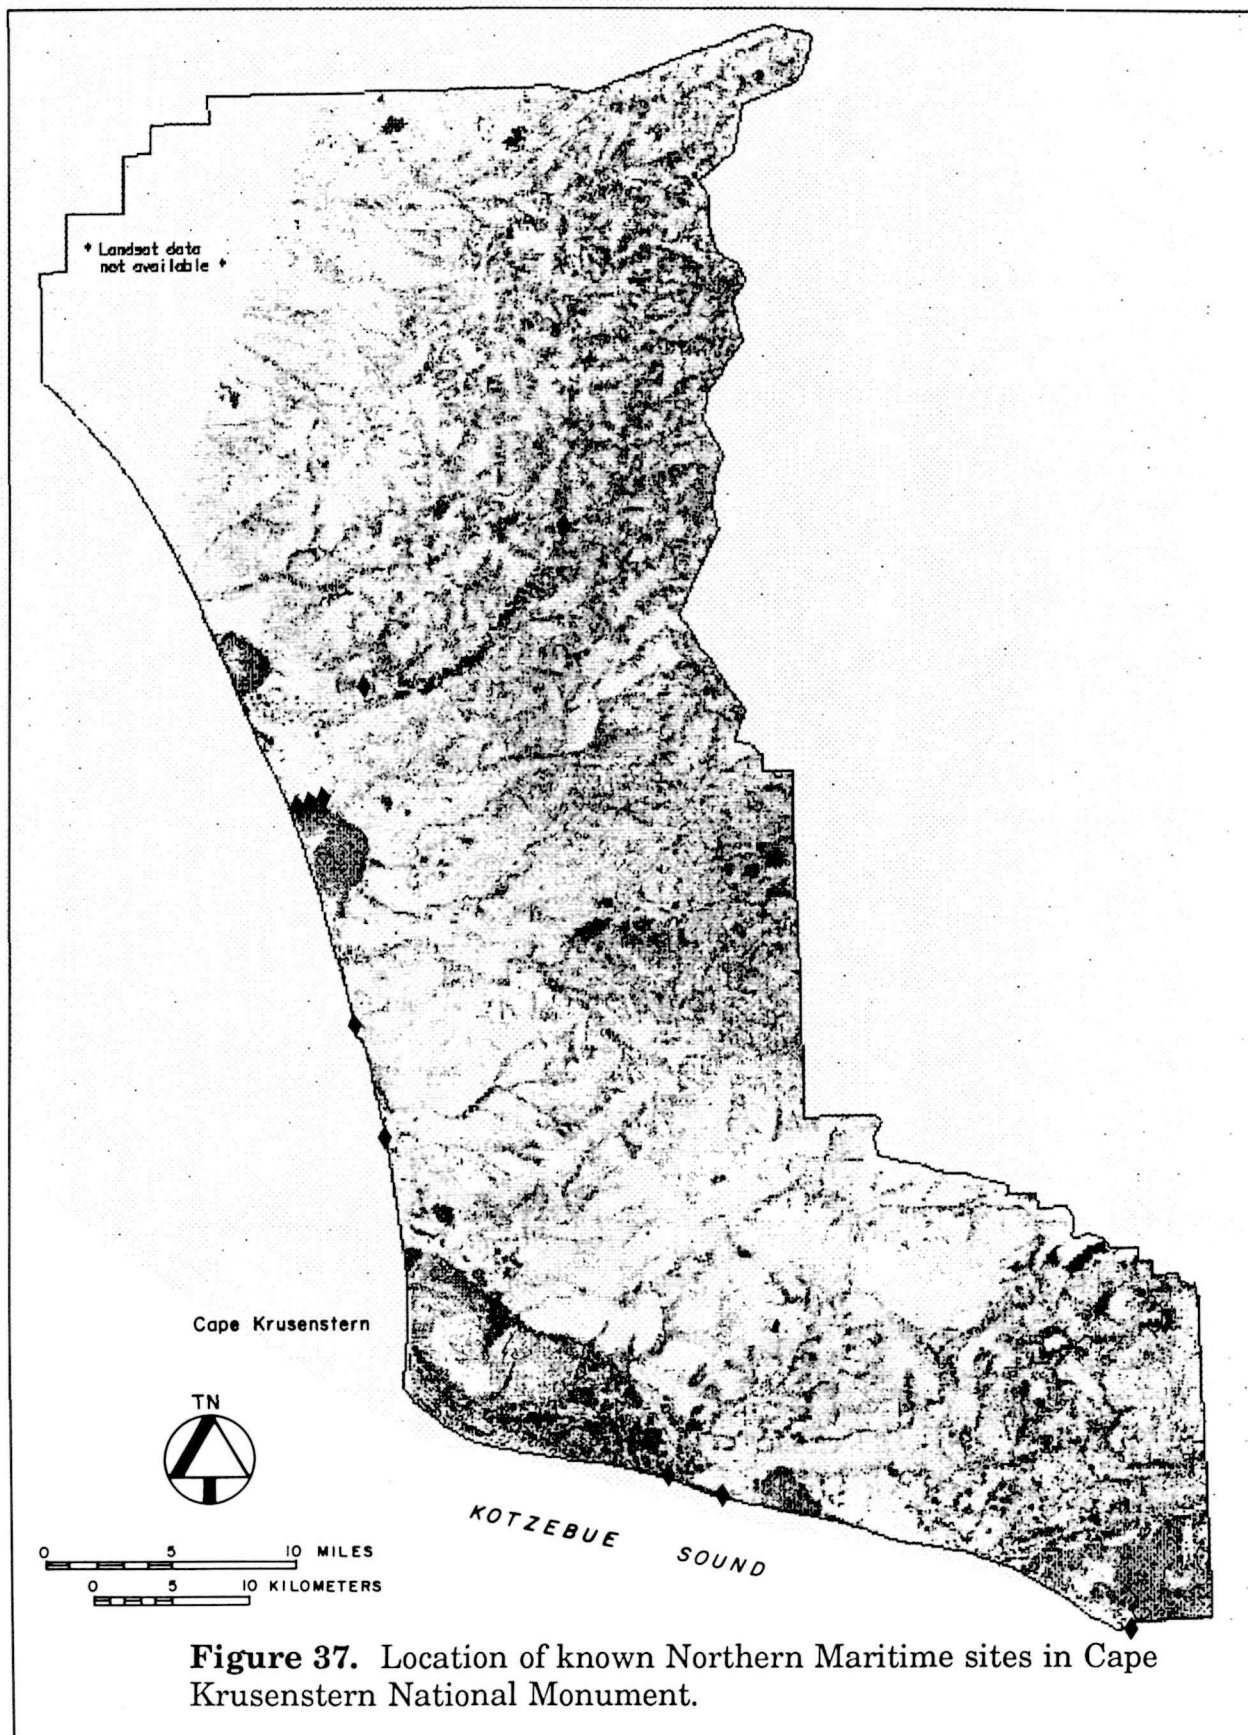 * Landsat data
not available *
Cape Krusenstern
TN
KOTZEBUE SOUND
0 5 10 MILES
0 5 10 KILOMETERS
Figure 37. Location of known Northern Maritime sites in Cape
Krusenstern National Monument.